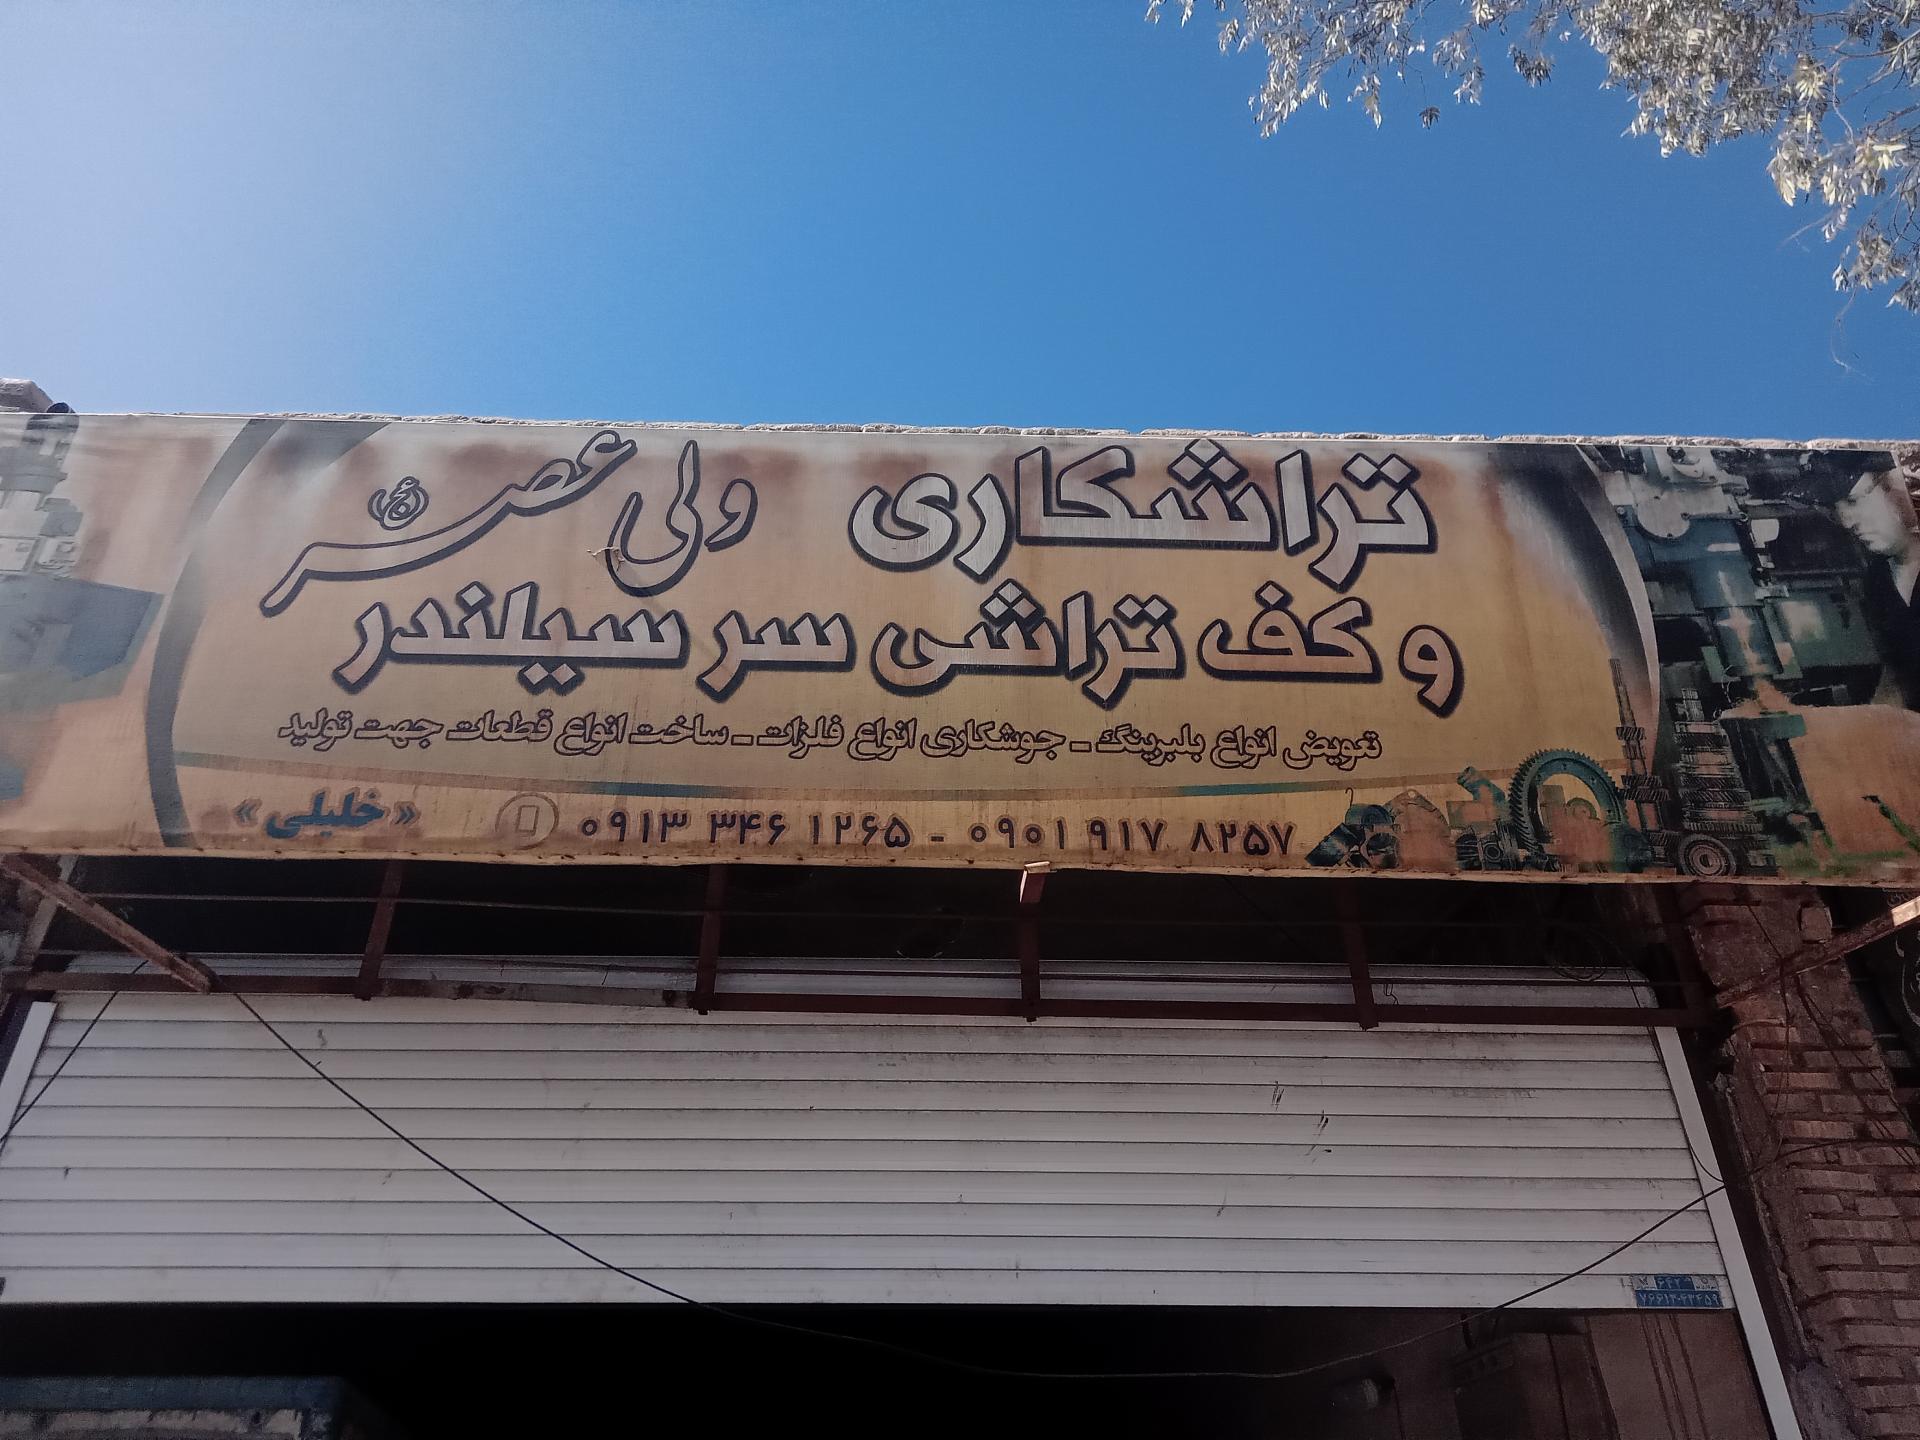 تراشکاری ولی عصر (عج)
و کف تراشی سر سیلندر
تعویض انواع بلبرینگ - جوشکاری انواع فلزات - ساخت انواع قطعات جهت تولید
۰۹۱۳ ۳۴۶ ۱۲۶۵ - ۰۹۰۱ ۹۱۷ ۸۲۵۷
«خلیلی»